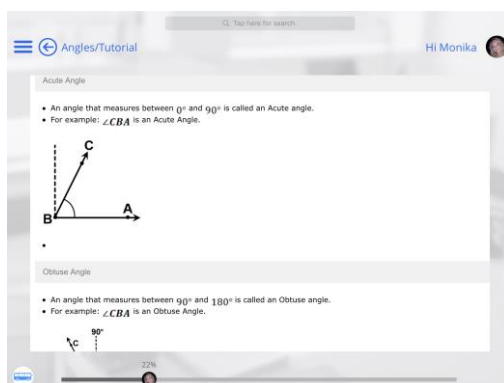 Tap here for search
Angles/Tutorial
Hi Monika
Acute Angle
• An angle that measures between 0° and 90° is called an Acute angle.
• For example: ∠CBA is an Acute Angle.
C
B
A
•
Obtuse Angle
• An angle that measures between 90° and 180° is called an Obtuse angle.
• For example: ∠CBA is an Obtuse Angle.
90°
C
22%